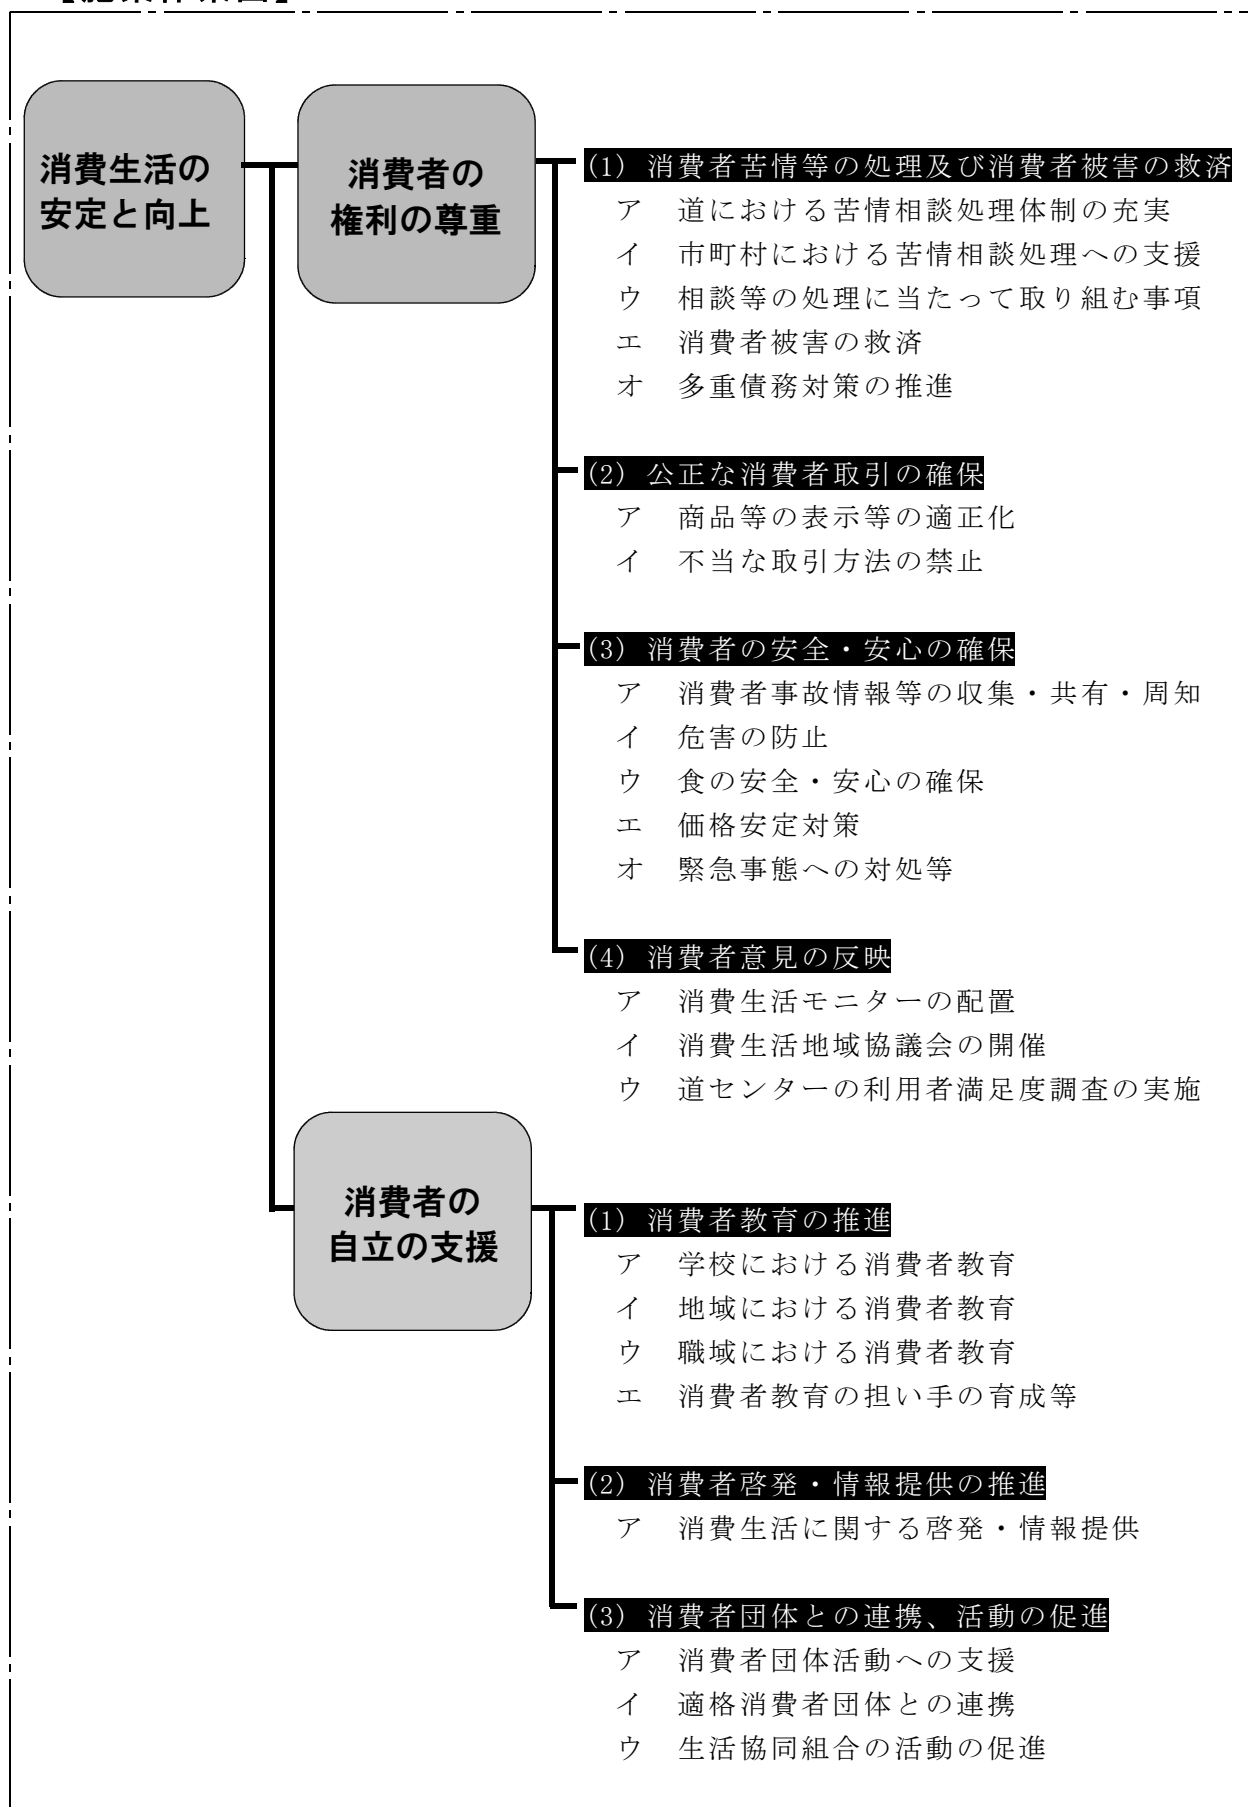 消費生活の
安定と向上
消費者の
権利の尊重
(1) 消費者苦情等の処理及び消費者被害の救済
ア 道における苦情相談処理体制の充実
イ 市町村における苦情相談処理への支援
ウ 相談等の処理に当たって取り組む事項
エ 消費者被害の救済
オ 多重債務対策の推進
(2) 公正な消費者取引の確保
ア 商品等の表示等の適正化
イ 不当な取引方法の禁止
(3) 消費者の安全・安心の確保
ア 消費者事故情報等の収集・共有・周知
イ 危害の防止
ウ 食の安全・安心の確保
エ 価格安定対策
オ 緊急事態への対処等
(4) 消費者意見の反映
ア 消費生活モニターの配置
イ 消費生活地域協議会の開催
ウ 道センターの利用者満足度調査の実施
消費者の
自立の支援
(1) 消費者教育の推進
ア 学校における消費者教育
イ 地域における消費者教育
ウ 職域における消費者教育
エ 消費者教育の担い手の育成等
(2) 消費者啓発・情報提供の推進
ア 消費生活に関する啓発・情報提供
(3) 消費者団体との連携、活動の促進
ア 消費者団体活動への支援
イ 適格消費者団体との連携
ウ 生活協同組合の活動の促進